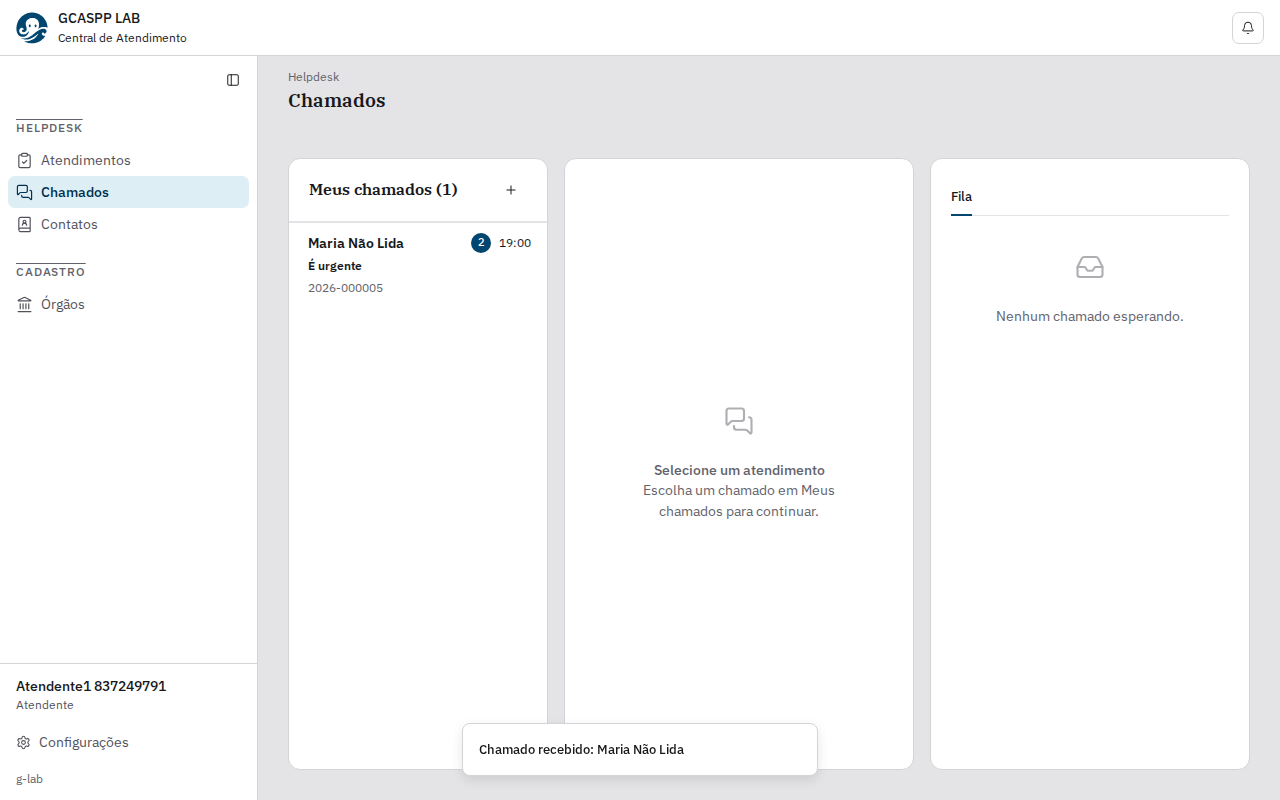 GCASPP LAB
Central de Atendimento
HELPDESK
Atendimentos
Chamados
Contatos
CADASTRO
Órgãos
Atendente1 837249791
Atendente
Configurações
g-lab
Helpdesk
Chamados
Meus chamados (1)
Maria Não Lida 2 19:00
É urgente
2026-000005
Selecione um atendimento
Escolha um chamado em Meus
chamados para continuar.
Fila
Nenhum chamado esperando.
Chamado recebido: Maria Não Lida